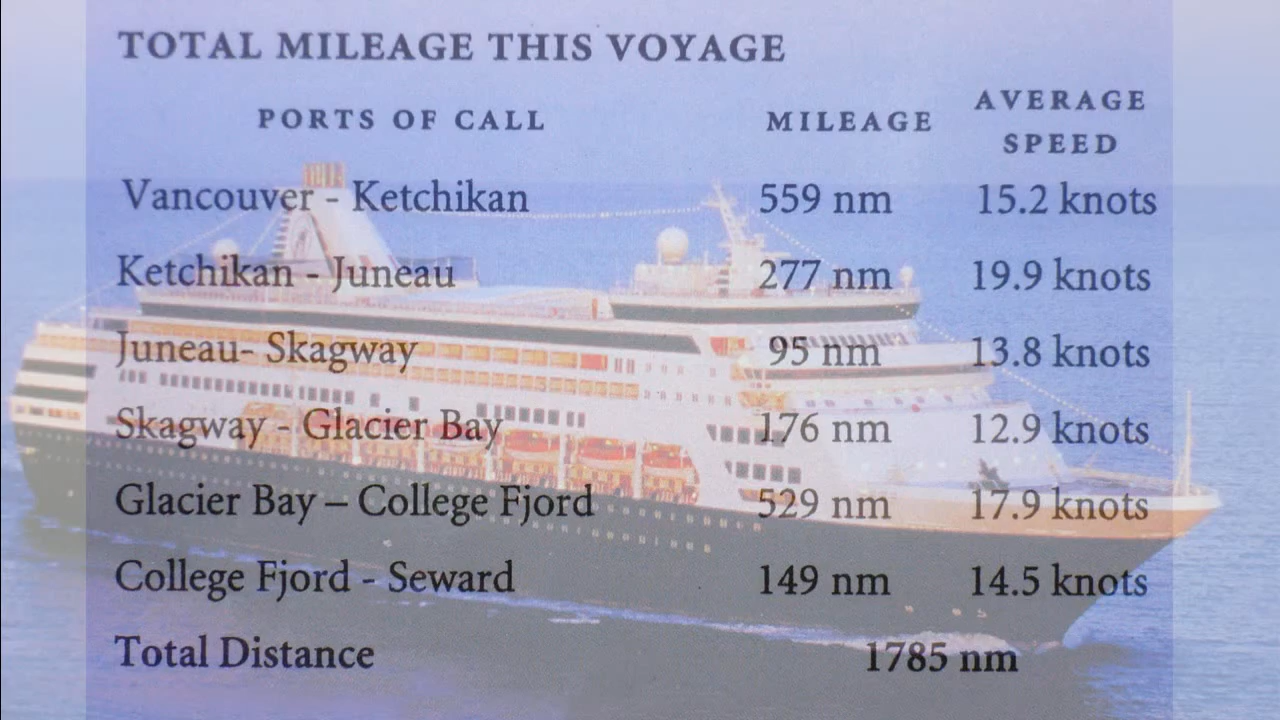 TOTAL MILEAGE THIS VOYAGE
PORTS OF CALL MILEAGE AVERAGE SPEED
Vancouver - Ketchikan 559 nm 15.2 knots
Ketchikan - Juneau 277 nm 19.9 knots
Juneau- Skagway 95 nm 13.8 knots
Skagway - Glacier Bay 176 nm 12.9 knots
Glacier Bay – College Fjord 529 nm 17.9 knots
College Fjord - Seward 149 nm 14.5 knots
Total Distance 1785 nm